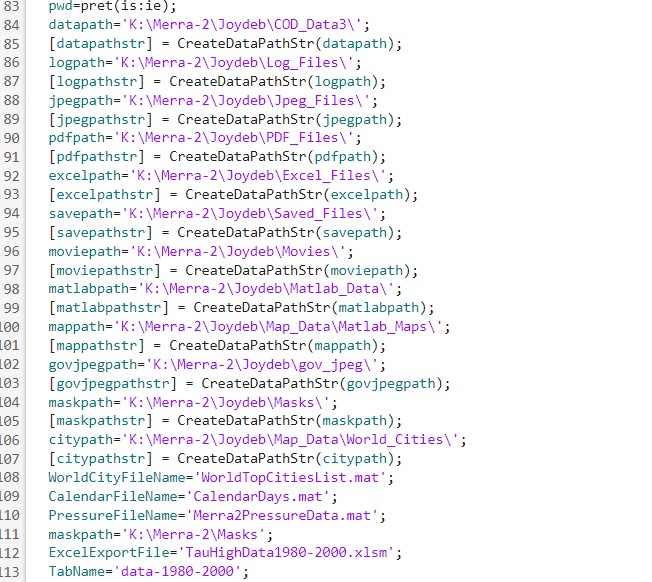 83 pwd=pret(is:ie);
84 datapath='K:\Merra-2\Joydeb\COD_Data3\';
85 [datapathstr] = CreateDataPathStr(datapath);
86 logpath='K:\Merra-2\Joydeb\Log_Files\';
87 [logpathstr] = CreateDataPathStr(logpath);
88 jpegpath='K:\Merra-2\Joydeb\Jpeg_Files\';
89 [jpegpathstr] = CreateDataPathStr(jpegpath);
90 pdfpath='K:\Merra-2\Joydeb\PDF_Files\';
91 [pdfpathstr] = CreateDataPathStr(pdfpath);
92 excelpath='K:\Merra-2\Joydeb\Excel_Files\';
93 [excelpathstr] = CreateDataPathStr(excelpath);
94 savepath='K:\Merra-2\Joydeb\Saved_Files\';
95 [savepathstr] = CreateDataPathStr(savepath);
96 moviepath='K:\Merra-2\Joydeb\Movies\';
97 [moviepathstr] = CreateDataPathStr(moviepath);
98 matlabpath='K:\Merra-2\Joydeb\Matlab_Data\';
99 [matlabpathstr] = CreateDataPathStr(matlabpath);
100 mappath='K:\Merra-2\Joydeb\Map_Data\Matlab_Maps\';
101 [mappathstr] = CreateDataPathStr(mappath);
102 govjpegpath='K:\Merra-2\Joydeb\gov_jpeg\';
103 [govjpegpathstr] = CreateDataPathStr(govjpegpath);
104 maskpath='K:\Merra-2\Joydeb\Masks\';
105 [maskpathstr] = CreateDataPathStr(maskpath);
106 citypath='K:\Merra-2\Joydeb\Map_Data\World_Cities\';
107 [citypathstr] = CreateDataPathStr(citypath);
108 WorldCityFileName='WorldTopCitiesList.mat';
109 CalendarFileName='CalendarDays.mat';
110 PressureFileName='Merra2PressureData.mat';
111 maskpath='K:\Merra-2\Masks';
112 ExcelExportFile='TauHighData1980-2000.xlsm';
113 TabName='data-1980-2000';